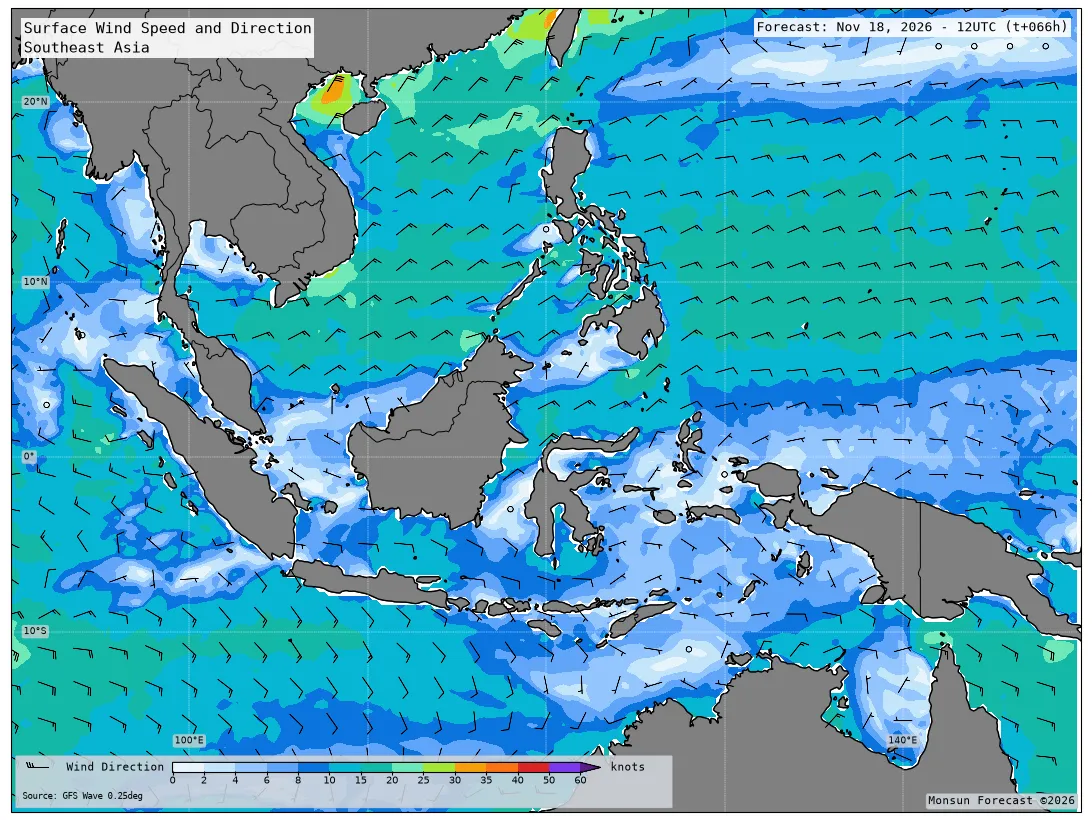 Surface Wind Speed and Direction
Southeast Asia
Forecast: Nov 18, 2026 - 12UTC (t+066h)
20°N
10°N
0°
10°S
100°E
140°E
Wind Direction
0 2 4 6 8 10 15 20 25 30 35 40 50 60
knots
Source: GFS Wave 0.25deg
Monsun Forecast ©2026